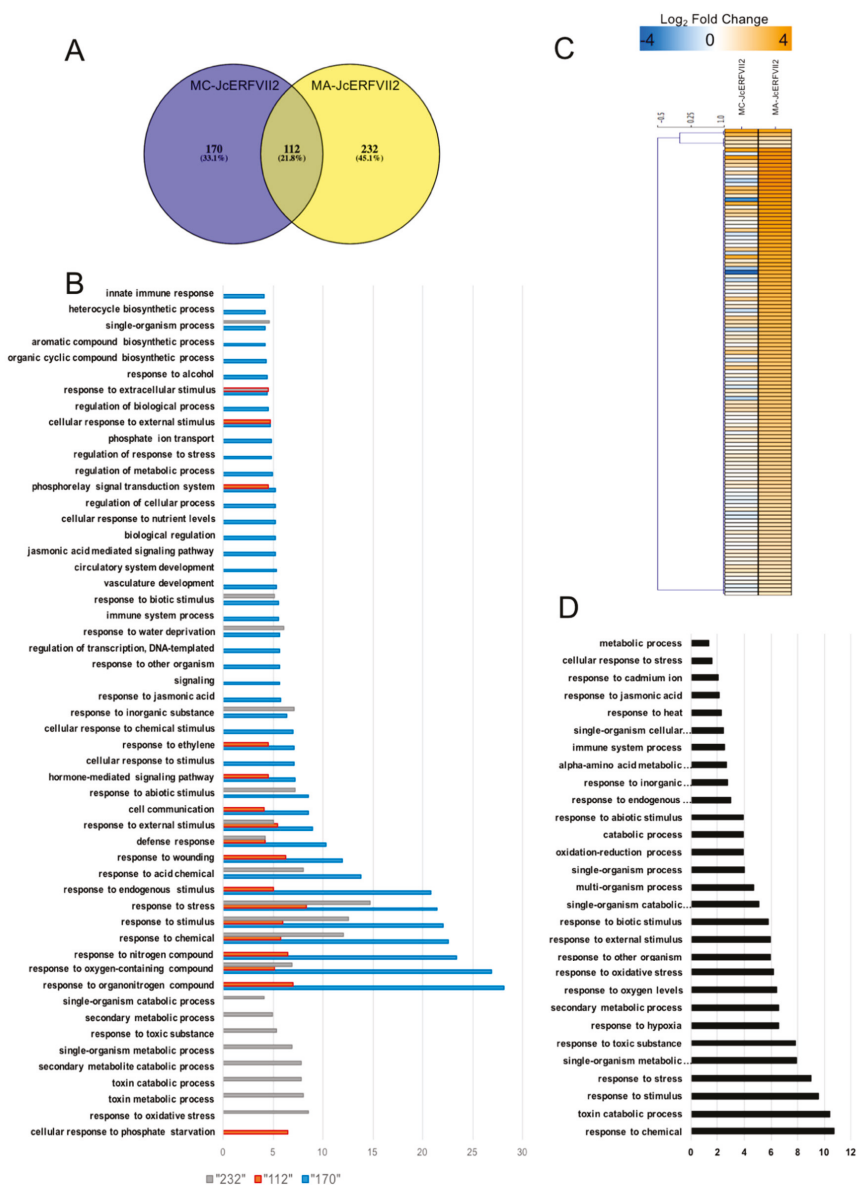 A
MC-JcERFVII2
MA-JcERFVII2
170
(33.1%)
112
(21.8%)
232
(45.1%)
B
innate immune response
heterocycle biosynthetic process
single-organism process
aromatic compound biosynthetic process
organic cyclic compound biosynthetic process
response to alcohol
response to extracellular stimulus
regulation of biological process
cellular response to external stimulus
phosphate ion transport
regulation of response to stress
regulation of metabolic process
phosphorelay signal transduction system
regulation of cellular process
cellular response to nutrient levels
biological regulation
jasmonic acid mediated signaling pathway
circulatory system development
vasculature development
response to biotic stimulus
immune system process
response to water deprivation
regulation of transcription, DNA-templated
response to other organism
signaling
response to jasmonic acid
response to inorganic substance
cellular response to chemical stimulus
response to ethylene
cellular response to stimulus
hormone-mediated signaling pathway
response to abiotic stimulus
cell communication
response to external stimulus
defense response
response to wounding
response to acid chemical
response to endogenous stimulus
response to stress
response to stimulus
response to chemical
response to nitrogen compound
response to oxygen-containing compound
response to organonitrogen compound
single-organism catabolic process
secondary metabolic process
response to toxic substance
single-organism metabolic process
secondary metabolite catabolic process
toxin catabolic process
toxin metabolic process
response to oxidative stress
cellular response to phosphate starvation
0 5 10 15 20 25 30
"232" "112" "170"
C
Log2 Fold Change
-4 0 4
MC-JcERFVII2
MA-JcERFVII2
-0.5 0.25 1.0
D
metabolic process
cellular response to stress
response to cadmium ion
response to jasmonic acid
response to heat
single-organism cellular...
immune system process
alpha-amino acid metabolic...
response to inorganic ...
response to endogenous ...
response to abiotic stimulus
catabolic process
oxidation-reduction process
single-organism process
multi-organism process
single-organism catabolic...
response to biotic stimulus
response to external stimulus
response to other organism
response to oxidative stress
response to oxygen levels
secondary metabolic process
response to hypoxia
response to toxic substance
single-organism metabolic...
response to stress
response to stimulus
toxin catabolic process
response to chemical
0 2 4 6 8 10 12